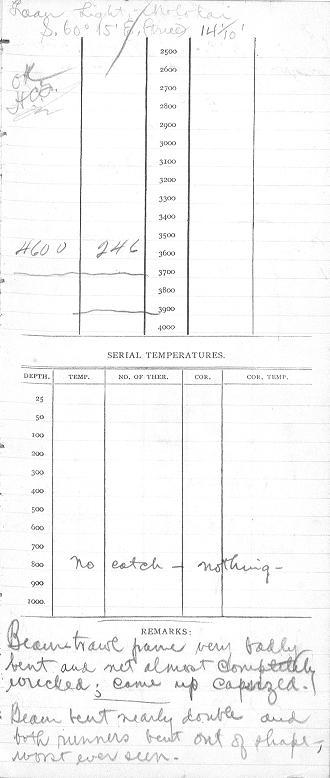 Laau Light, Molokai
S. 60° 15' E. 14 4/10'
OK
HCF.
2500
2600
2700
2800
2900
3000
3100
3200
3300
3400
3500
4600 246 3600
3700
3900
4000
SERIAL TEMPERATURES.
DEPTH. TEMP. NO. OF THER. COR. COR. TEMP.
25
50
100
200
300
400
500
600
700
800 no catch - nothing -
900
1000
REMARKS:
Beam-trawl frame very badly
bent and net almost completely
wrecked; came up capsized.
Beam bent nearly double and
both runners bent out of shape,
worst ever seen.